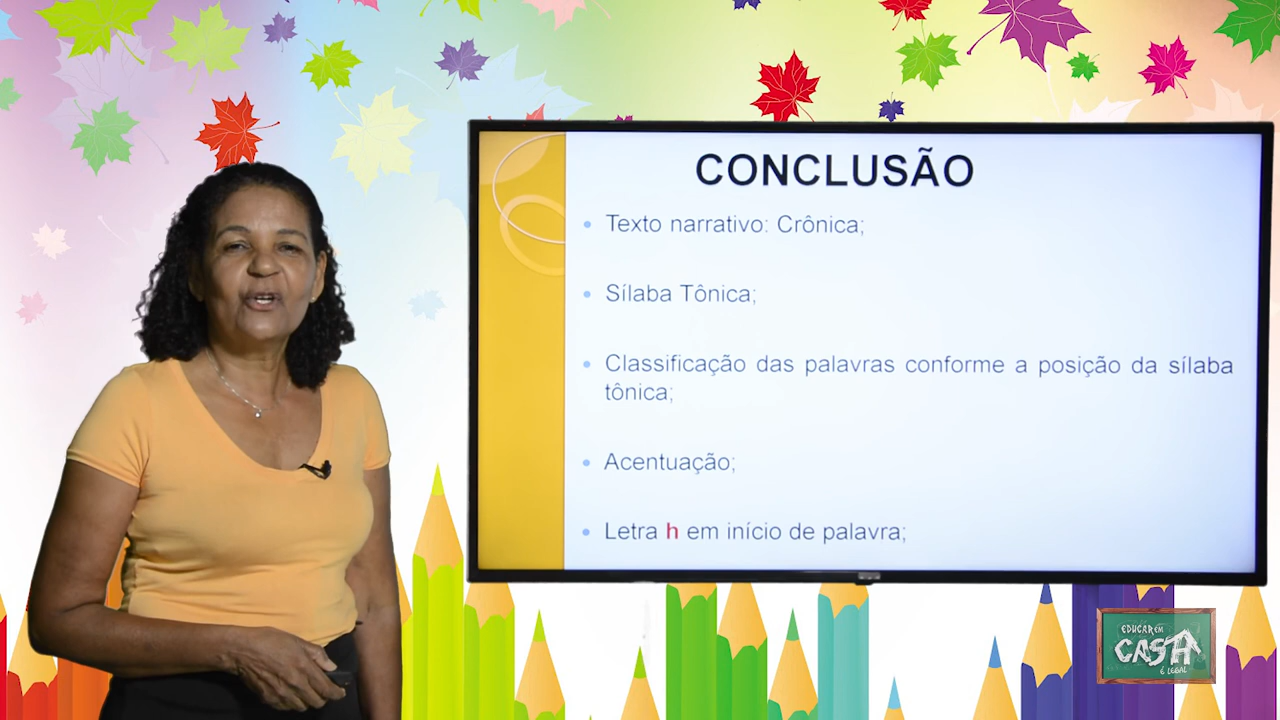 CONCLUSÃO
• Texto narrativo: Crônica;
• Sílaba Tônica;
• Classificação das palavras conforme a posição da sílaba
tônica;
• Acentuação;
• Letra h em início de palavra;
EDUCAR EM
CASA
É LEGAL